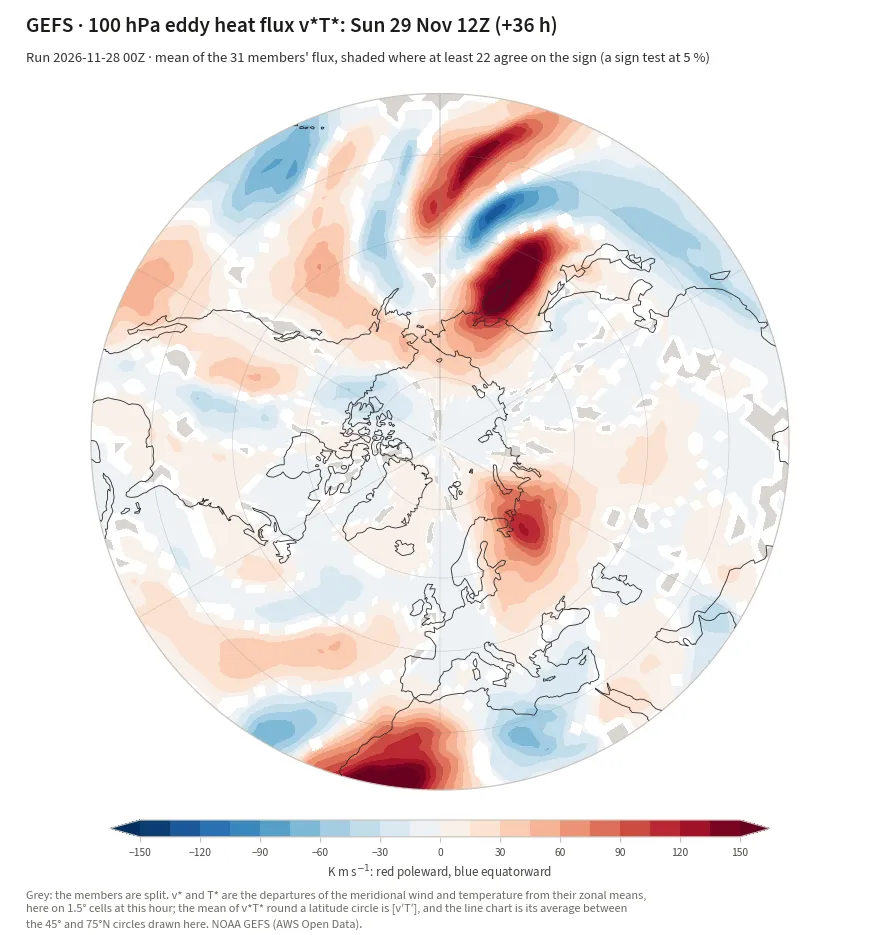 GEFS · 100 hPa eddy heat flux v*T*: Sun 29 Nov 12Z (+36 h)
Run 2026-11-28 00Z · mean of the 31 members' flux, shaded where at least 22 agree on the sign (a sign test at 5 %)
−150 −120 −90 −60 −30 0 30 60 90 120 150
K m s⁻¹: red poleward, blue equatorward
Grey: the members are split. v* and T* are the departures of the meridional wind and temperature from their zonal means,
here on 1.5° cells at this hour; the mean of v*T* round a latitude circle is [v'T'], and the line chart is its average between
the 45° and 75°N circles drawn here. NOAA GEFS (AWS Open Data).